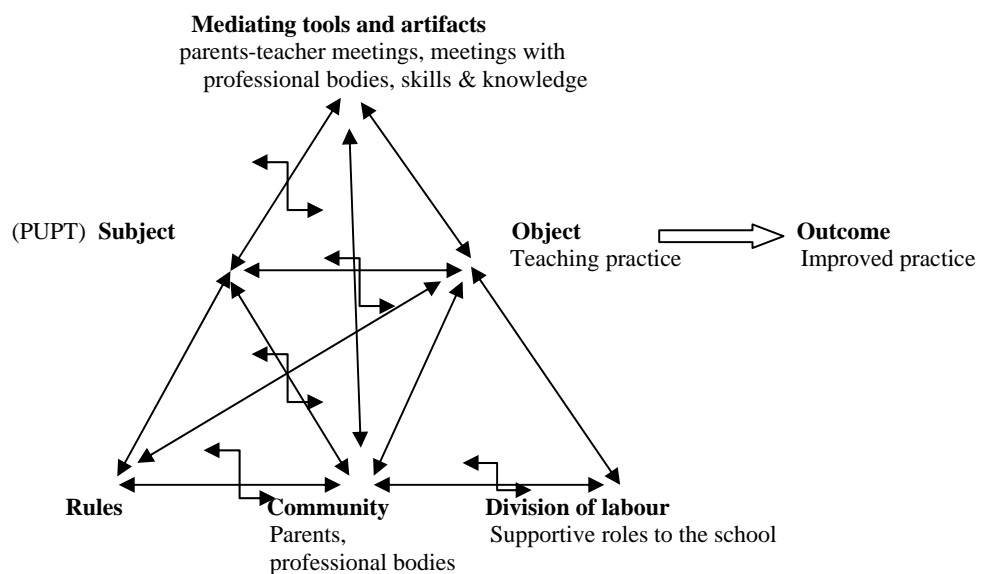 Mediating tools and artifacts
parents-teacher meetings, meetings with
professional bodies, skills & knowledge
(PUPT) Subject
Object
Teaching practice
Outcome
Improved practice
Rules
Community
Parents,
professional bodies
Division of labour
Supportive roles to the school